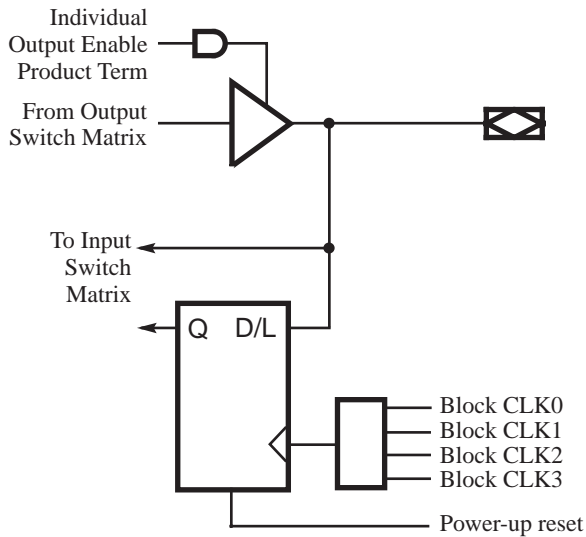 Individual
Output Enable
Product Term
From Output
Switch Matrix
To Input
Switch
Matrix
Q D/L
Block CLK0
Block CLK1
Block CLK2
Block CLK3
Power-up reset